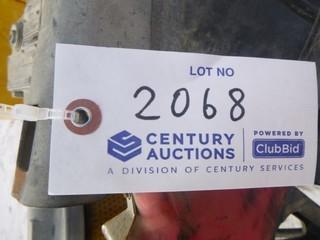 LOT NO
2068
CENTURY AUCTIONS
POWERED BY
ClubBid
A DIVISION OF CENTURY SERVICES